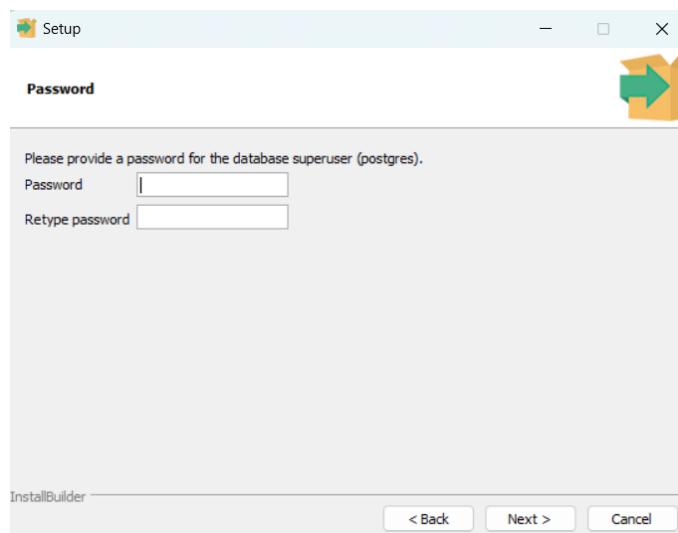 Setup
Password
Please provide a password for the database superuser (postgres).
Password
Retype password
InstallBuilder
< Back Next > Cancel